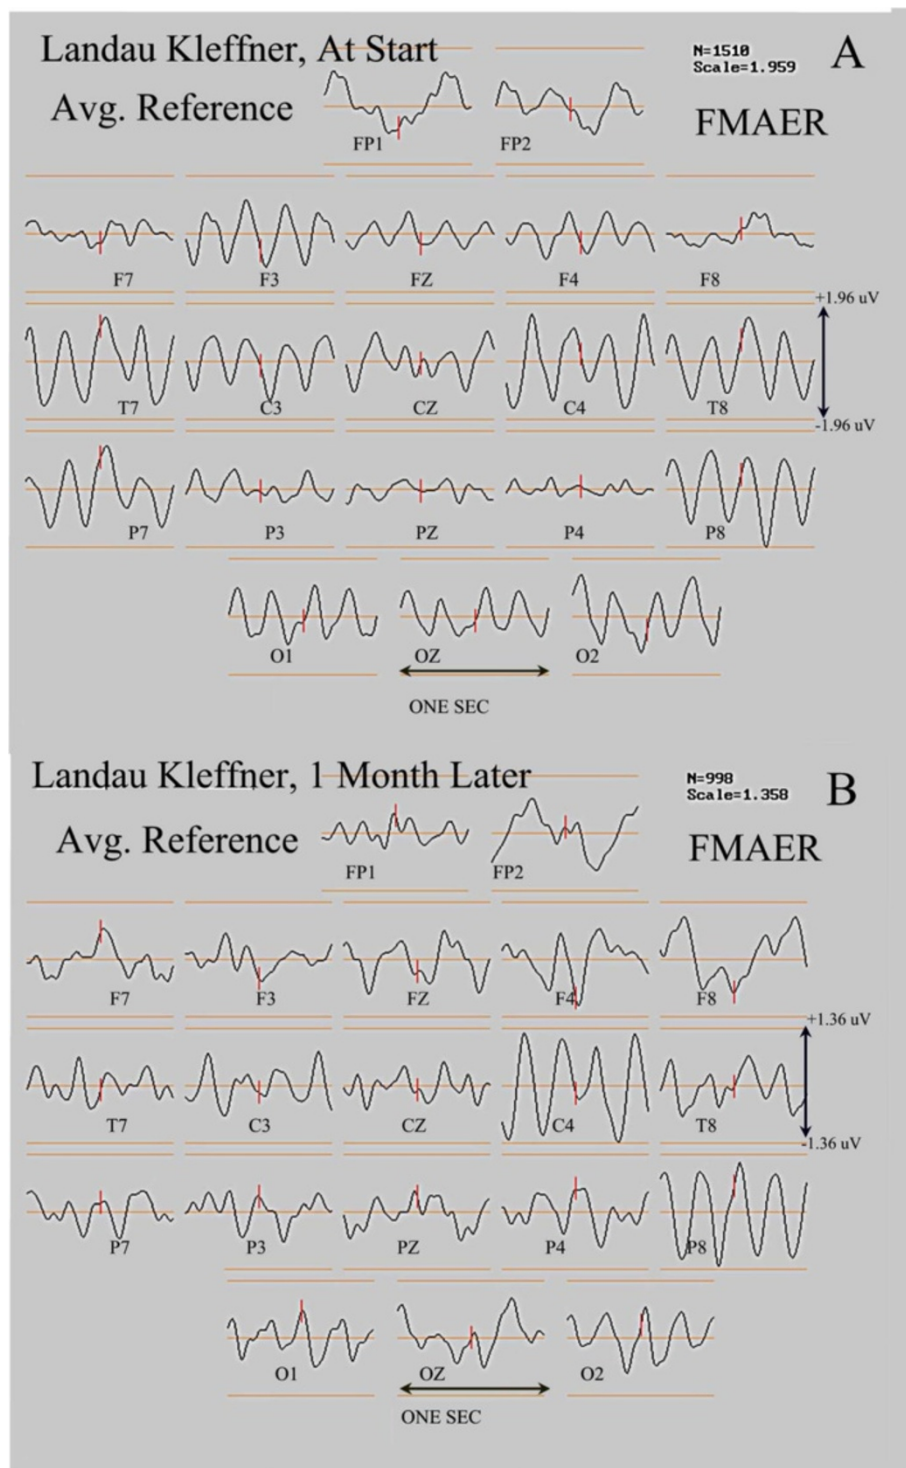 Landau Kleffner, At Start
N=1510
Scale=1.959
A
Avg. Reference
FMAER
FP1 FP2
F7 F3 FZ F4 F8
+1.96 uV
T7 C3 CZ C4 T8
-1.96 uV
P7 P3 PZ P4 P8
O1 OZ O2
ONE SEC
Landau Kleffner, 1 Month Later
N=998
Scale=1.358
B
Avg. Reference
FMAER
FP1 FP2
F7 F3 FZ F4 F8
+1.36 uV
T7 C3 CZ C4 T8
-1.36 uV
P7 P3 PZ P4 P8
O1 OZ O2
ONE SEC